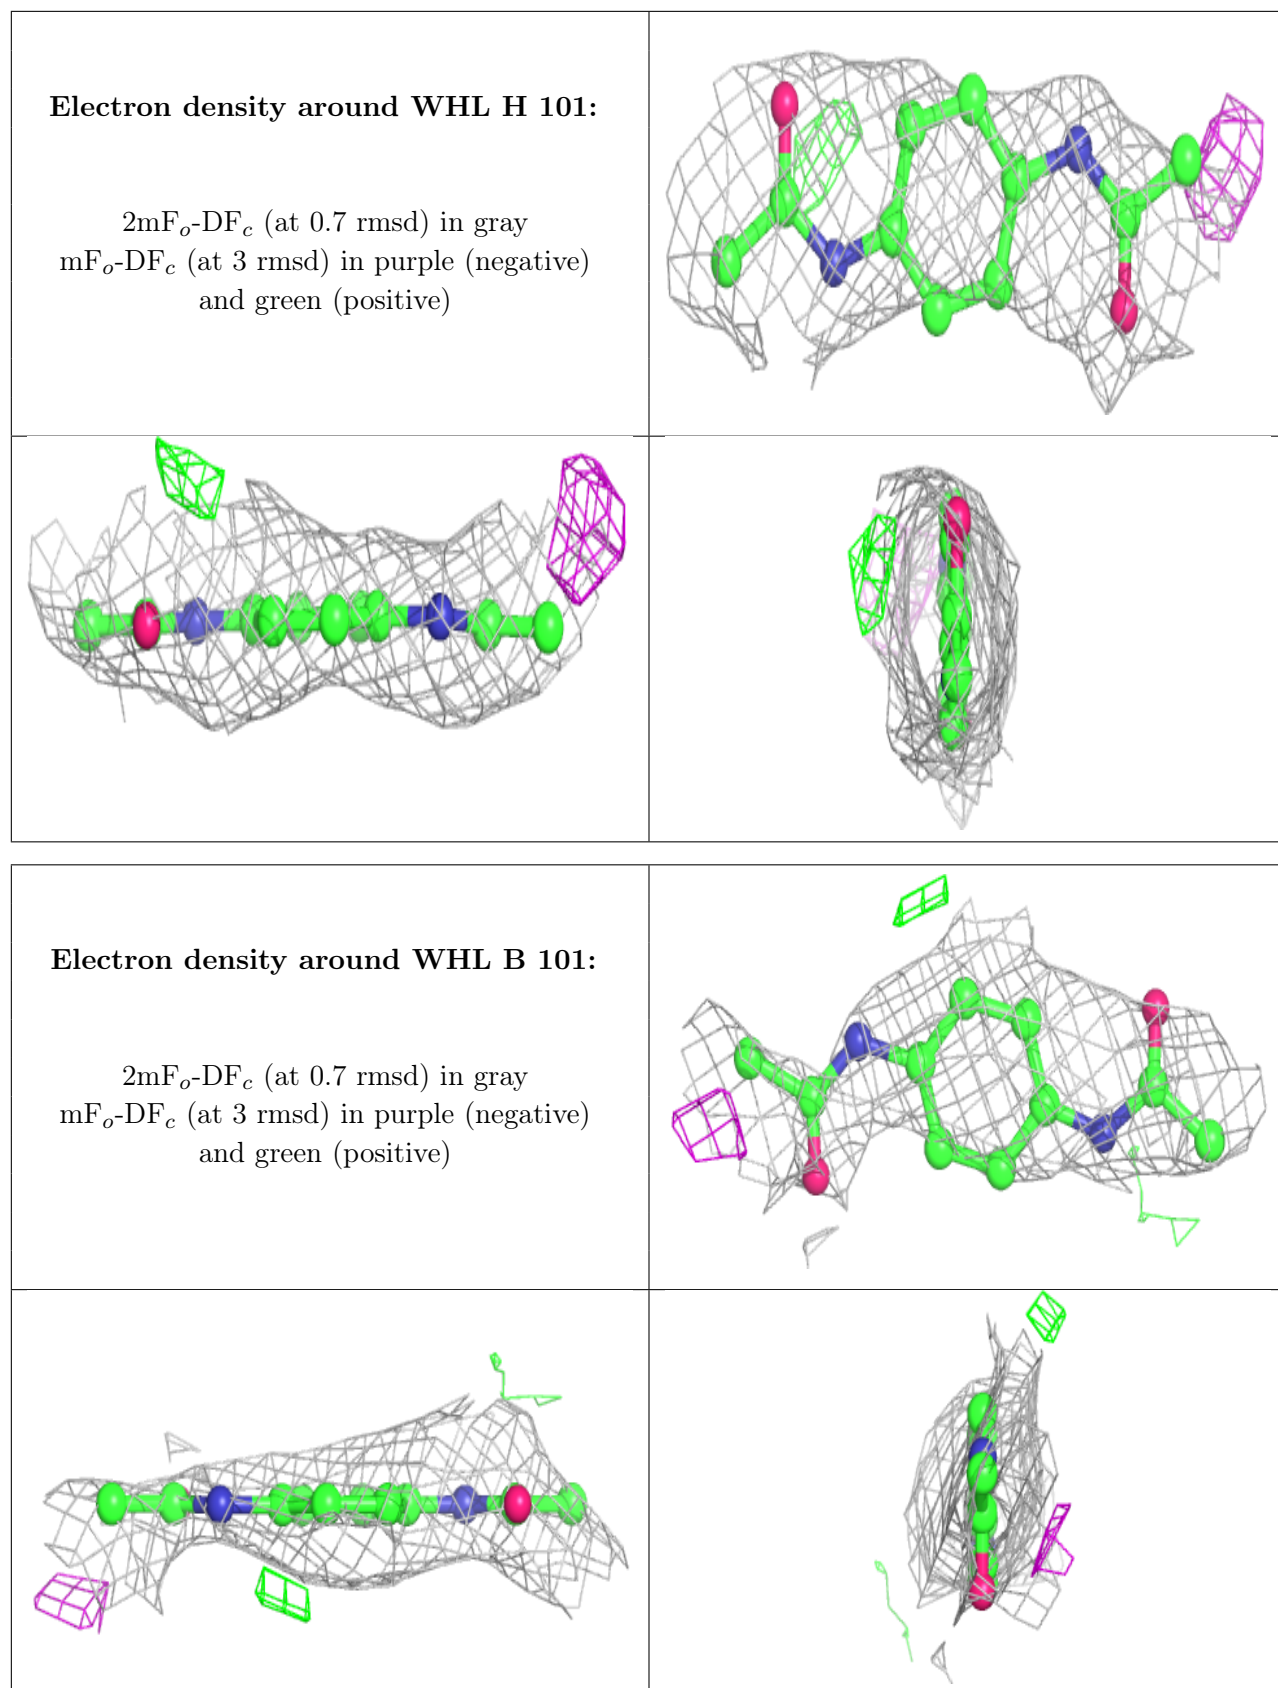 Electron density around WHL H 101:
2mFₒ-DF𝒸 (at 0.7 rmsd) in gray
mFₒ-DF𝒸 (at 3 rmsd) in purple (negative)
and green (positive)
Electron density around WHL B 101:
2mFₒ-DF𝒸 (at 0.7 rmsd) in gray
mFₒ-DF𝒸 (at 3 rmsd) in purple (negative)
and green (positive)